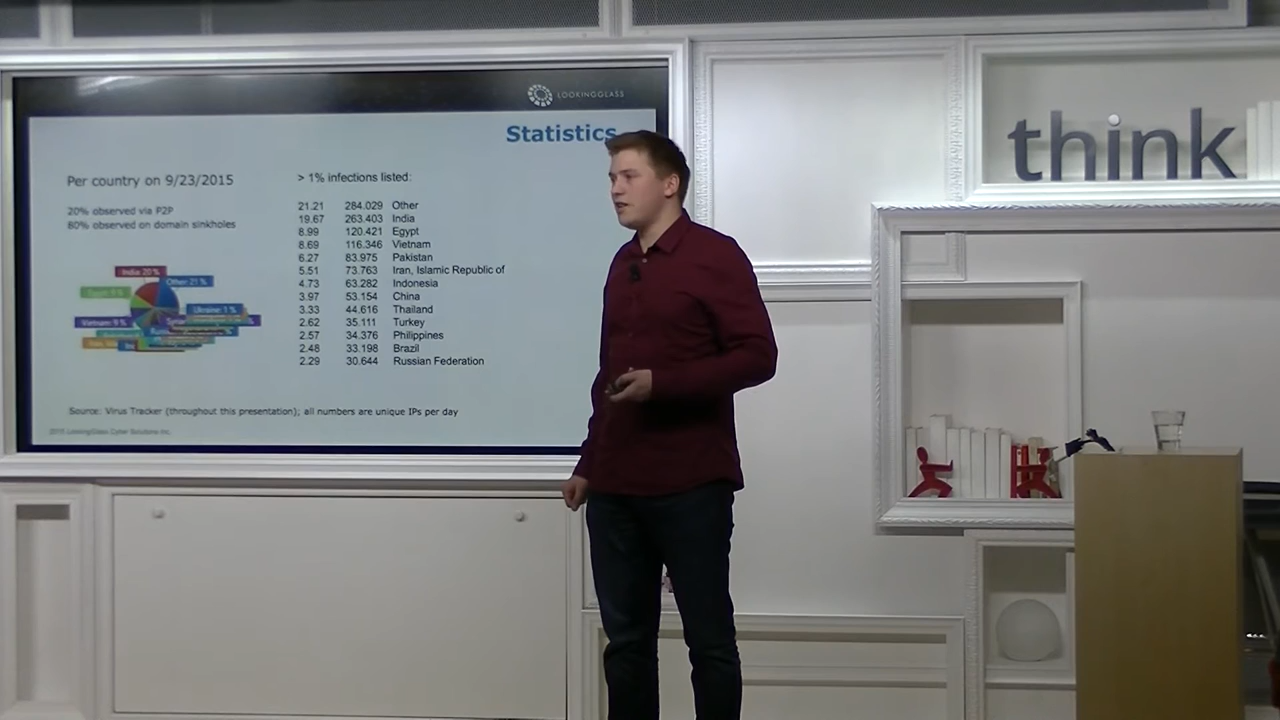 LOOKINGGLASS
think
Statistics
Per country on 9/23/2015
20% observed via P2P
80% observed on domain sinkholes
India 20%
Other 21%
Ukraine 1%
Vietnam 9%
> 1% infections listed:
21.21 284.029 Other
19.67 263.403 India
8.99 120.421 Egypt
8.69 116.346 Vietnam
6.27 83.975 Pakistan
5.51 73.763 Iran, Islamic Republic of
4.73 63.282 Indonesia
3.97 53.154 China
3.33 44.616 Thailand
2.62 35.111 Turkey
2.57 34.376 Philippines
2.48 33.198 Brazil
2.29 30.644 Russian Federation
Source: Virus Tracker (throughout this presentation); all numbers are unique IPs per day
2015 LookingGlass Cyber Solutions Inc.